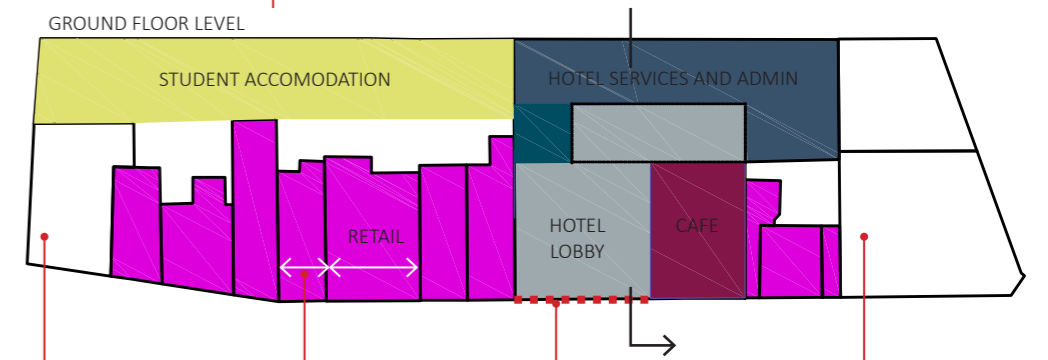 GROUND FLOOR LEVEL
STUDENT ACCOMODATION
HOTEL SERVICES AND ADMIN
RETAIL
HOTEL
LOBBY
CAFE